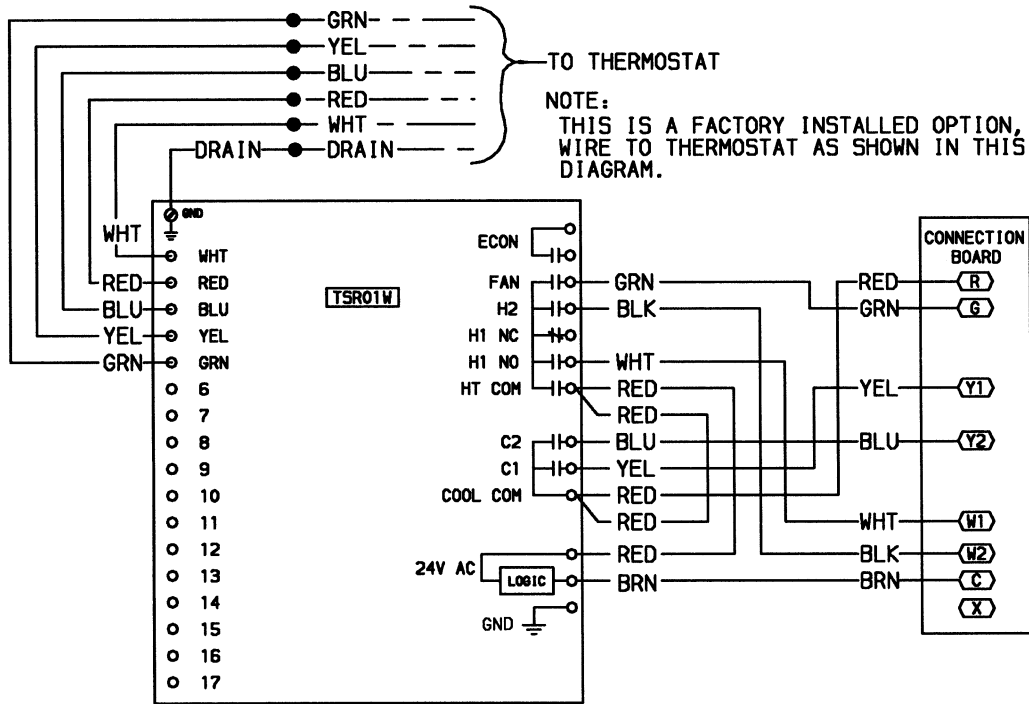 GRN
YEL
BLU
RED
WHT
DRAIN DRAIN
TO THERMOSTAT
NOTE:
THIS IS A FACTORY INSTALLED OPTION,
WIRE TO THERMOSTAT AS SHOWN IN THIS
DIAGRAM.
GND
WHT WHT
RED RED
BLU BLU
YEL YEL
GRN GRN
6
7
8
9
10
11
12
13
14
15
16
17
TSR01W
ECON
FAN GRN
H2 BLK
H1 NC
H1 NO WHT
HT COM RED
RED
C2 BLU
C1 YEL
COOL COM RED
RED
24V AC RED
LOGIC BRN
GND
CONNECTION
BOARD
RED R
GRN G
YEL Y1
BLU Y2
WHT W1
BLK W2
BRN C
X